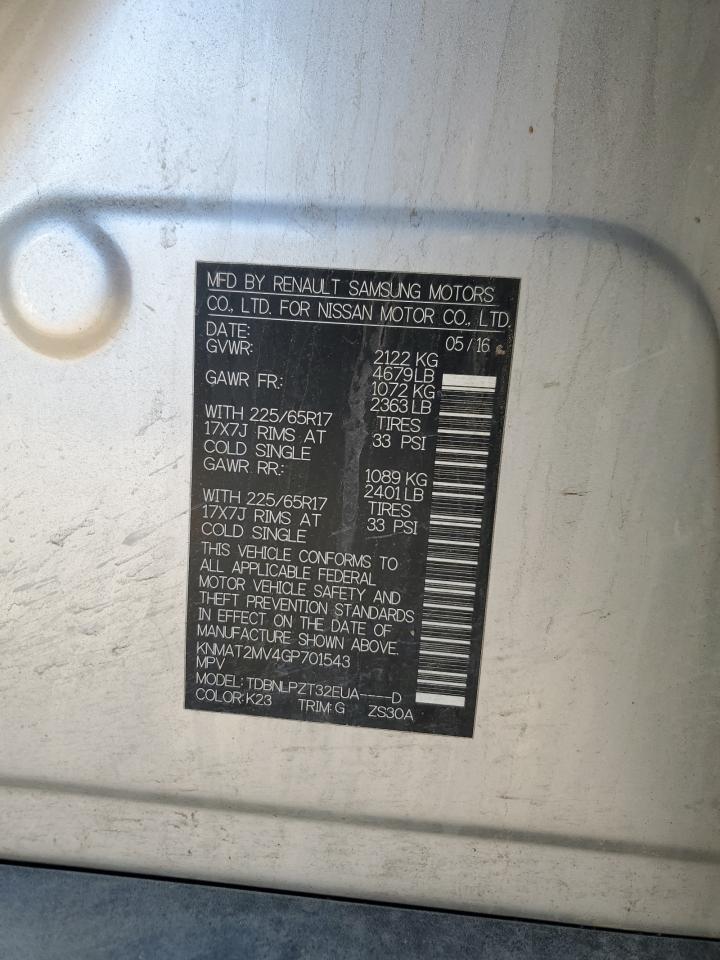 MFD BY RENAULT SAMSUNG MOTORS
CO., LTD. FOR NISSAN MOTOR CO., LTD.
DATE: 05/16
GVWR: 2122 KG
4679LB
GAWR FR: 1072 KG
2363 LB
WITH 225/65R17 TIRES
17X7J RIMS AT 33 PSI
COLD SINGLE
GAWR RR: 1089 KG
2401 LB
WITH 225/65R17 TIRES
17X7J RIMS AT 33 PSI
COLD SINGLE
THIS VEHICLE CONFORMS TO
ALL APPLICABLE FEDERAL
MOTOR VEHICLE SAFETY AND
THEFT PREVENTION STANDARDS
IN EFFECT ON THE DATE OF
MANUFACTURE SHOWN ABOVE.
KNMAT2MV4GP701543
MPV
MODEL: TDBNLPZT32EUA----D
COLOR:K23 TRIM:G ZS30A